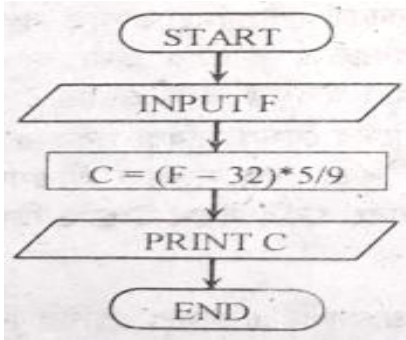 START
INPUT F
C = (F – 32)*5/9
PRINT C
END